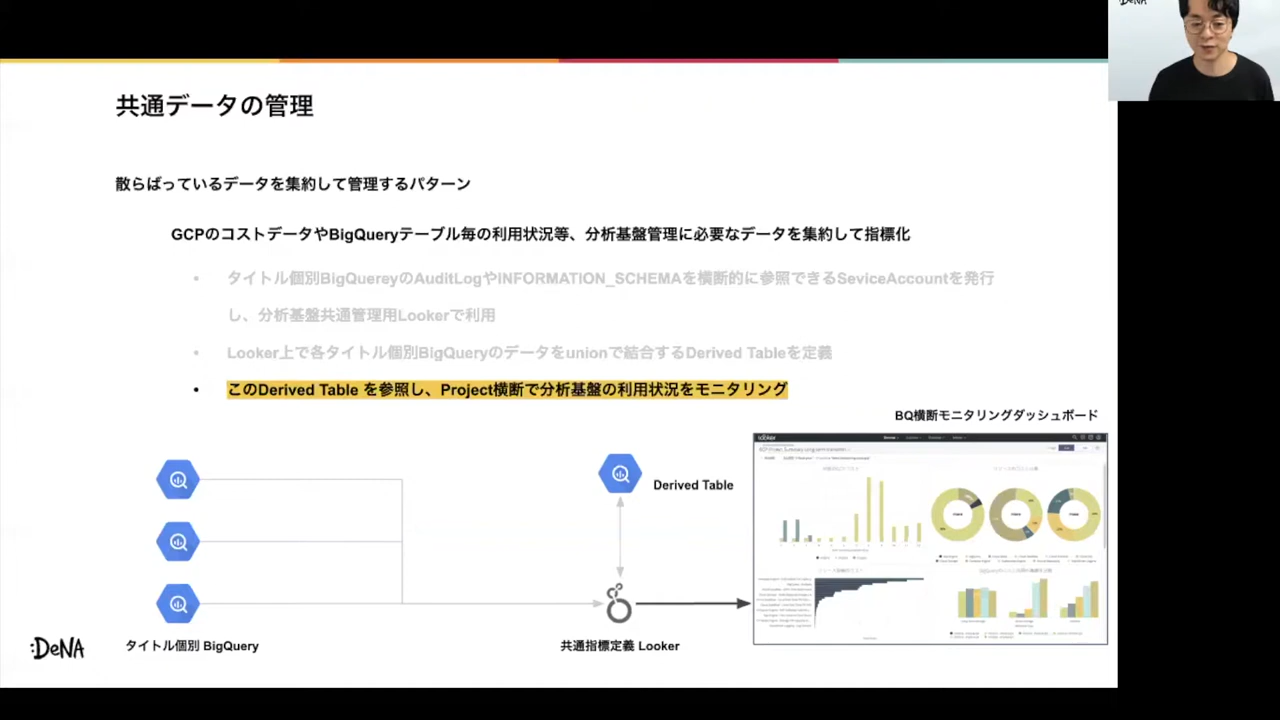 :DeNA
共通データの管理
散らばっているデータを集約して管理するパターン
GCPのコストデータやBigQueryテーブル毎の利用状況等、分析基盤管理に必要なデータを集約して指標化
• タイトル個別BigQuereyのAuditLogやINFORMATION_SCHEMAを横断的に参照できるSeviceAccountを発行
し、分析基盤共通管理用Lookerで利用
• Looker上で各タイトル個別BigQueryのデータをunionで結合するDerived Tableを定義
• このDerived Table を参照し、Project横断で分析基盤の利用状況をモニタリング
BQ横断モニタリングダッシュボード
looker
Derived Table
タイトル個別 BigQuery
共通指標定義 Looker
:DeNA